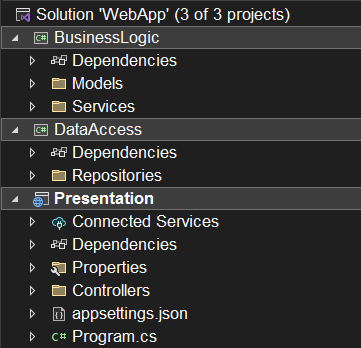 Solution 'WebApp' (3 of 3 projects)
C# BusinessLogic
Dependencies
Models
Services
C# DataAccess
Dependencies
Repositories
Presentation
Connected Services
Dependencies
Properties
Controllers
appsettings.json
C# Program.cs